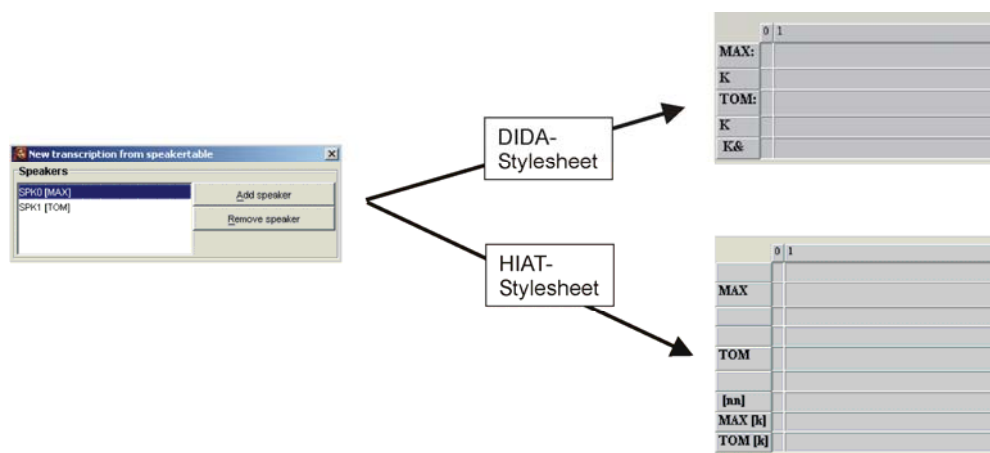 New transcription from speakertable
Speakers
SPK0 [MAX]
SPK1 [TOM]
Add speaker
Remove speaker
DIDA-
Stylesheet
HIAT-
Stylesheet
0 1
MAX:
K
TOM:
K
K&
0 1
MAX
TOM
[nn]
MAX [k]
TOM [k]